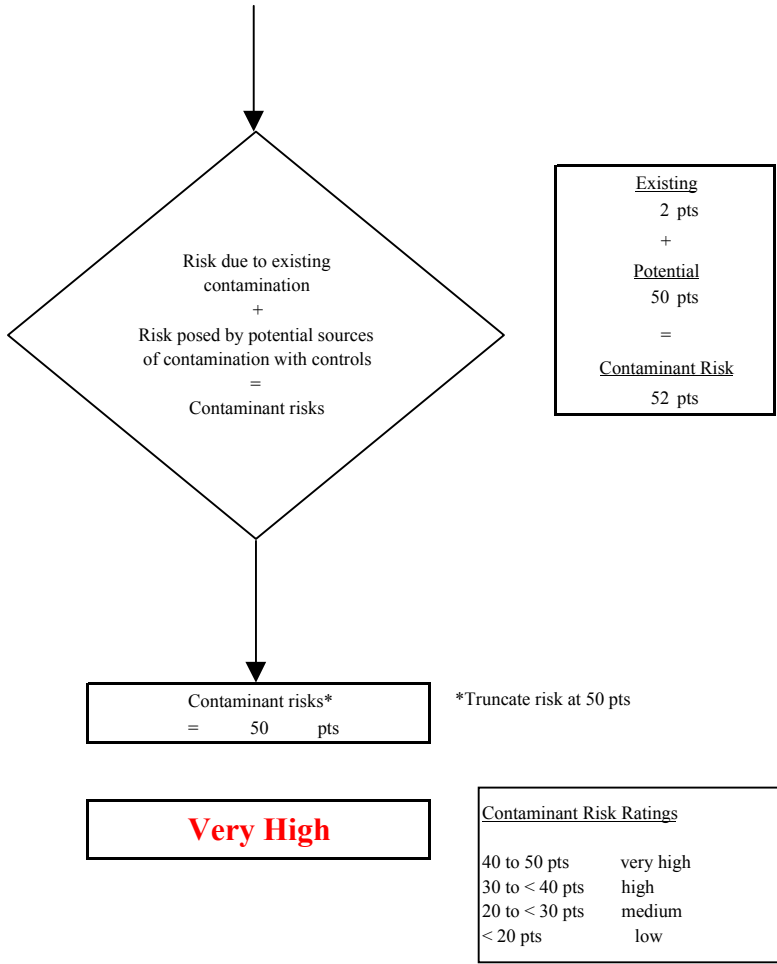 Risk due to existing
contamination
+
Risk posed by potential sources
of contamination with controls
=
Contaminant risks
Existing
2 pts
+
Potential
50 pts
=
Contaminant Risk
52 pts
Contaminant risks*
= 50 pts
*Truncate risk at 50 pts
Very High
Contaminant Risk Ratings
40 to 50 pts very high
30 to < 40 pts high
20 to < 30 pts medium
< 20 pts low